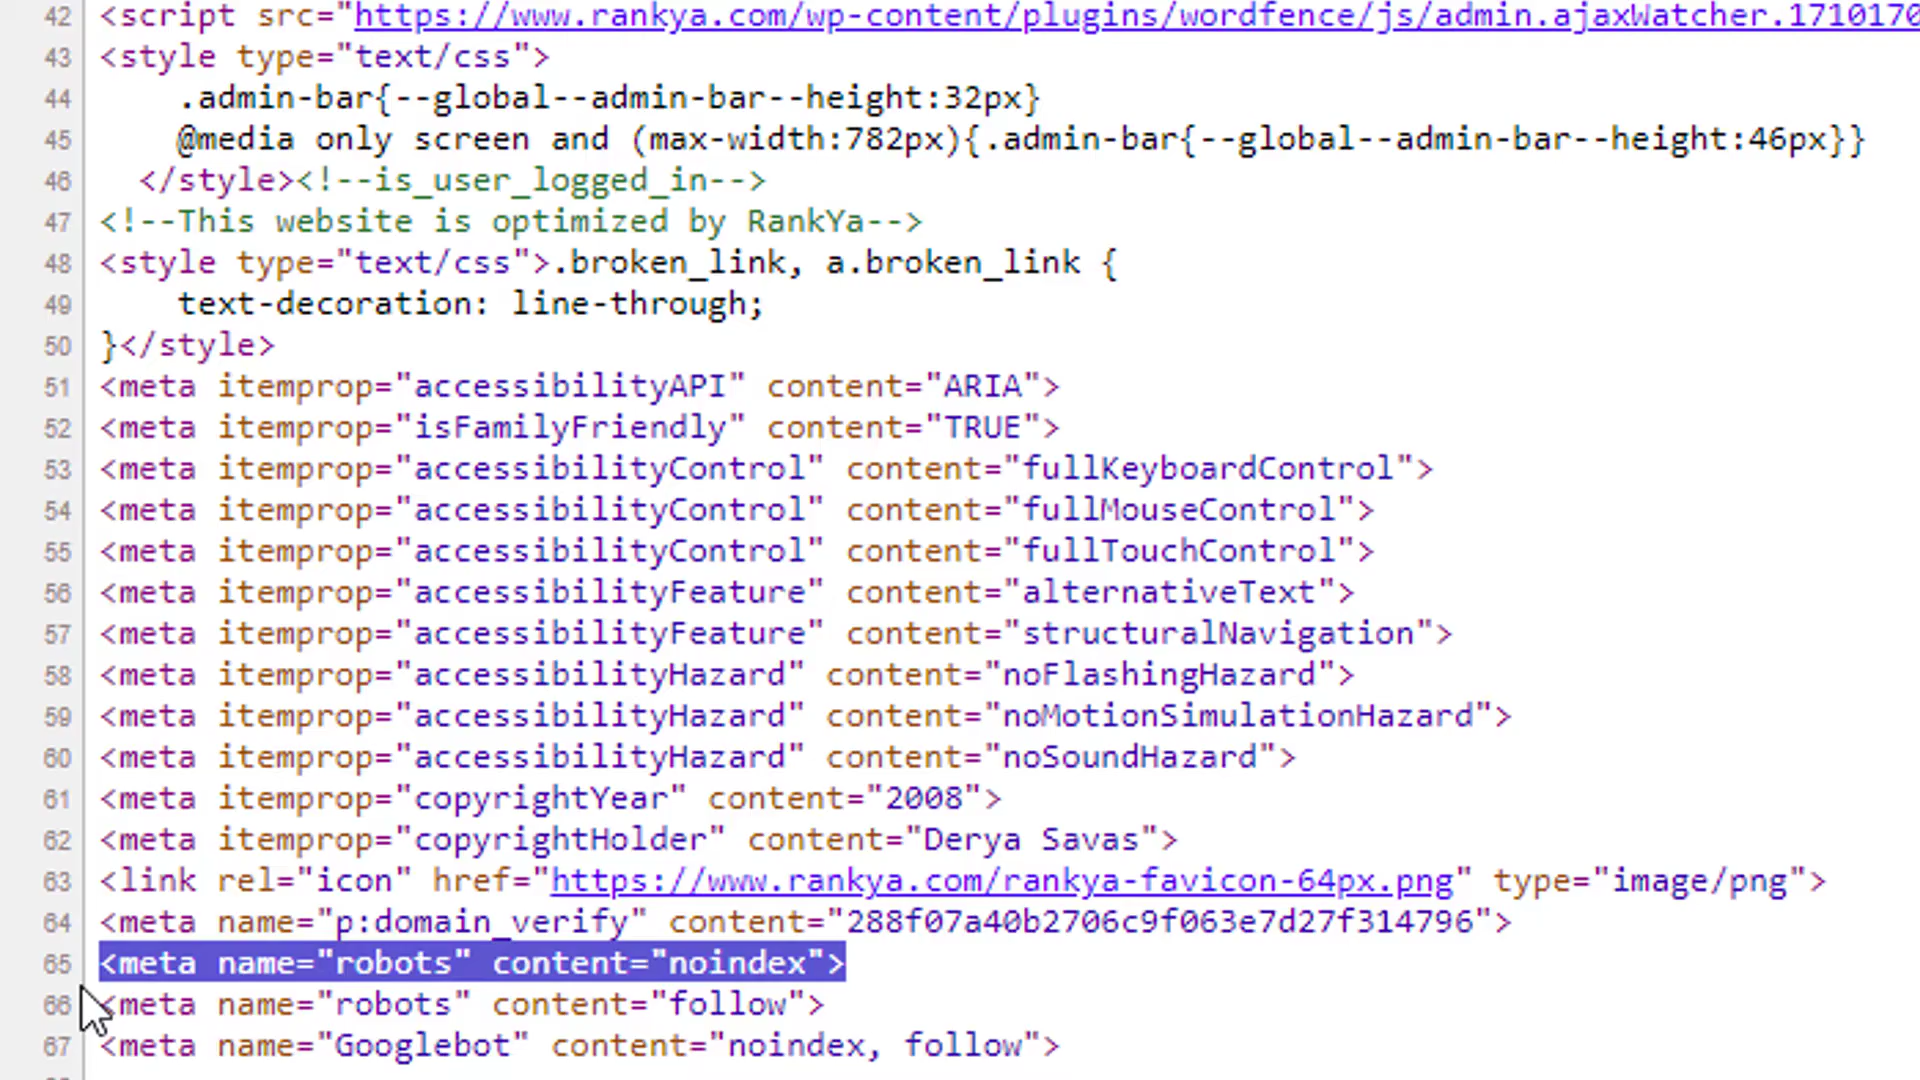 42 <script src="https://www.rankya.com/wp-content/plugins/wordfence/js/admin.ajaxWatcher.1710170
43 <style type="text/css">
44 .admin-bar{--global--admin-bar--height:32px}
45 @media only screen and (max-width:782px){.admin-bar{--global--admin-bar--height:46px}}
46 </style><!--is_user_logged_in-->
47 <!--This website is optimized by RankYa-->
48 <style type="text/css">.broken_link, a.broken_link {
49 text-decoration: line-through;
50 }</style>
51 <meta itemprop="accessibilityAPI" content="ARIA">
52 <meta itemprop="isFamilyFriendly" content="TRUE">
53 <meta itemprop="accessibilityControl" content="fullKeyboardControl">
54 <meta itemprop="accessibilityControl" content="fullMouseControl">
55 <meta itemprop="accessibilityControl" content="fullTouchControl">
56 <meta itemprop="accessibilityFeature" content="alternativeText">
57 <meta itemprop="accessibilityFeature" content="structuralNavigation">
58 <meta itemprop="accessibilityHazard" content="noFlashingHazard">
59 <meta itemprop="accessibilityHazard" content="noMotionSimulationHazard">
60 <meta itemprop="accessibilityHazard" content="noSoundHazard">
61 <meta itemprop="copyrightYear" content="2008">
62 <meta itemprop="copyrightHolder" content="Derya Savas">
63 <link rel="icon" href="https://www.rankya.com/rankya-favicon-64px.png" type="image/png">
64 <meta name="p:domain_verify" content="288f07a40b2706c9f063e7d27f314796">
65 <meta name="robots" content="noindex">
66 <meta name="robots" content="follow">
67 <meta name="Googlebot" content="noindex, follow">